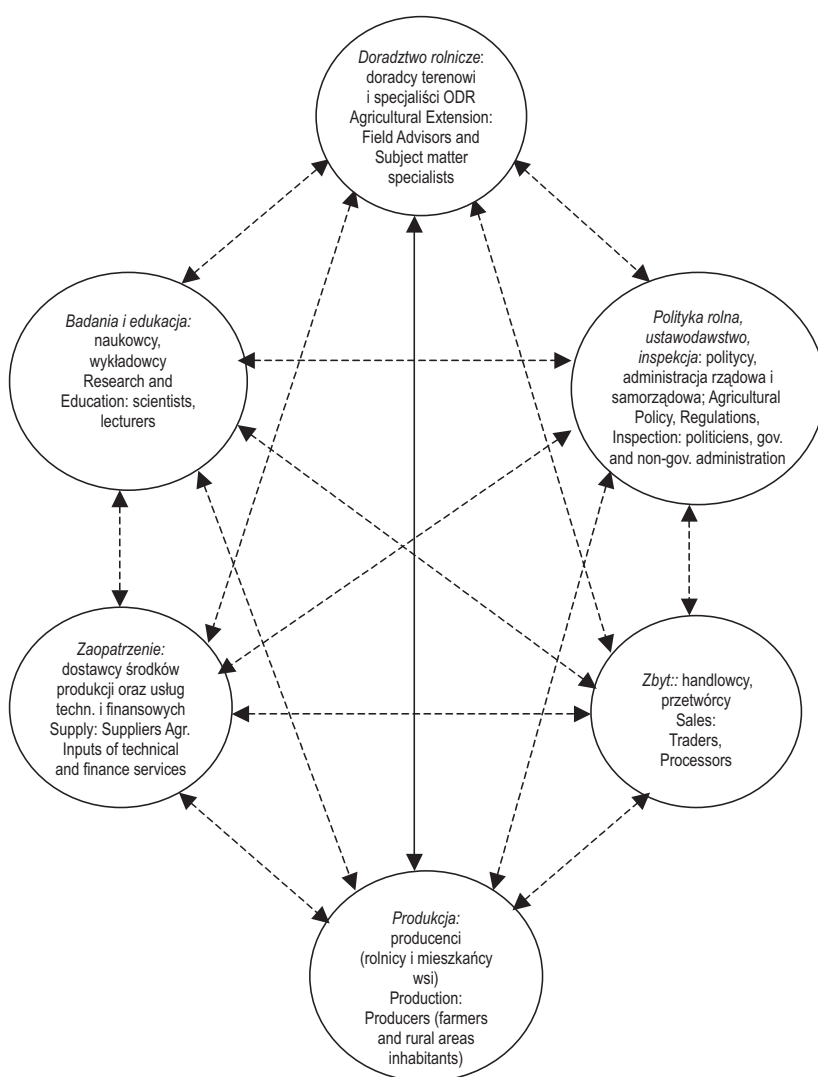 Doradztwo rolnicze:
doradcy terenowi
i specjaliści ODR
Agricultural Extension:
Field Advisors and
Subject matter
specialists
Badania i edukacja:
naukowcy,
wykładowcy
Research and
Education: scientists,
lecturers
Polityka rolna,
ustawodawstwo,
inspekcja: politycy,
administracja rządowa i
samorządowa; Agricultural
Policy, Regulations,
Inspection: politiciens, gov.
and non-gov. administration
Zaopatrzenie:
dostawcy środków
produkcji oraz usług
techn. i finansowych
Supply: Suppliers Agr.
Inputs of technical
and finance services
Zbyt:: handlowcy,
przetwórcy
Sales:
Traders,
Processors
Produkcja:
producenci
(rolnicy i mieszkańcy
wsi)
Production:
Producers (farmers
and rural areas
inhabitants)